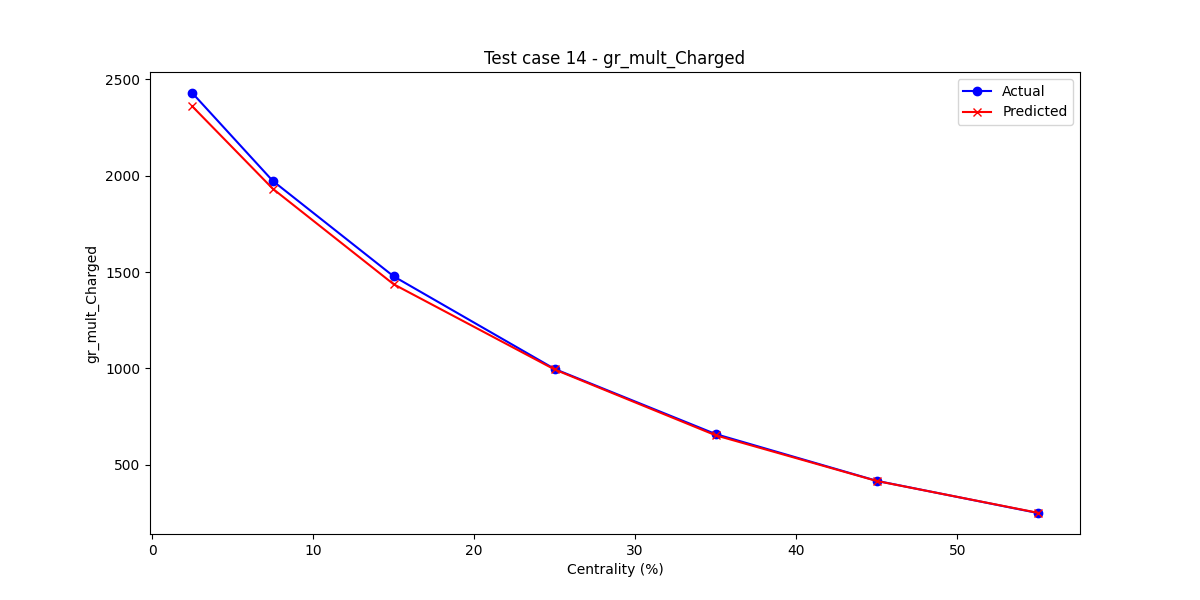 Test case 14 - gr_mult_Charged
Actual
Predicted
gr_mult_Charged
2500
2000
1500
1000
500
0 10 20 30 40 50
Centrality (%)